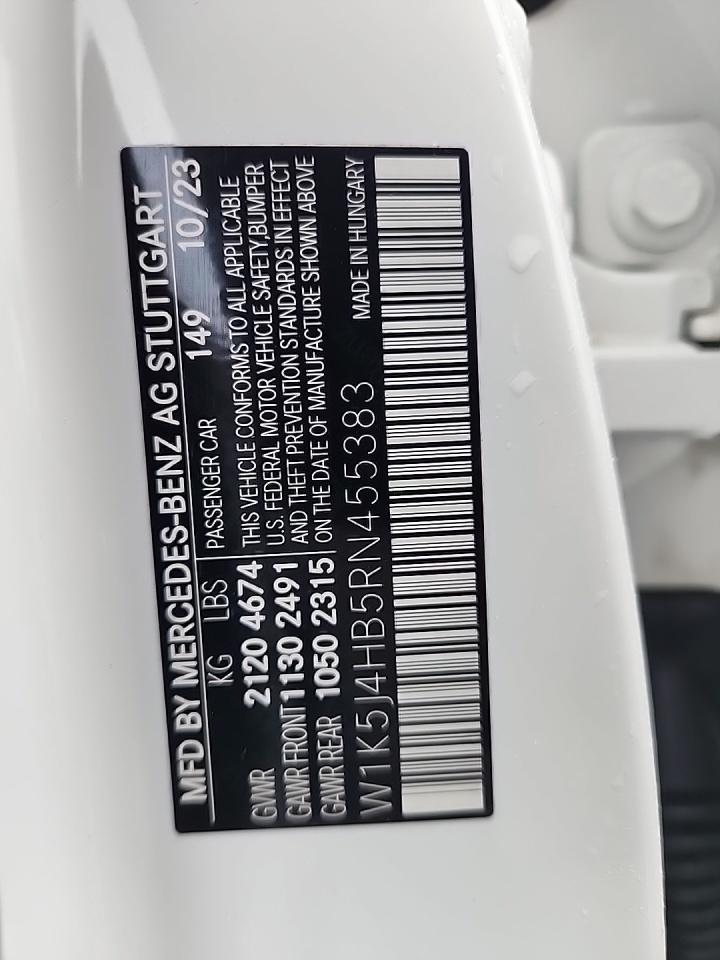 MFD BY MERCEDES-BENZ AG STUTTGART
KG LBS 149 10/23
GVWR 2120 4674
GAWR FRONT 1130 2491
GAWR REAR 1050 2315
PASSENGER CAR
THIS VEHICLE CONFORMS TO ALL APPLICABLE
U.S. FEDERAL MOTOR VEHICLE SAFETY,BUMPER
AND THEFT PREVENTION STANDARDS IN EFFECT
ON THE DATE OF MANUFACTURE SHOWN ABOVE
W1K5J4HB5RN455383 MADE IN HUNGARY